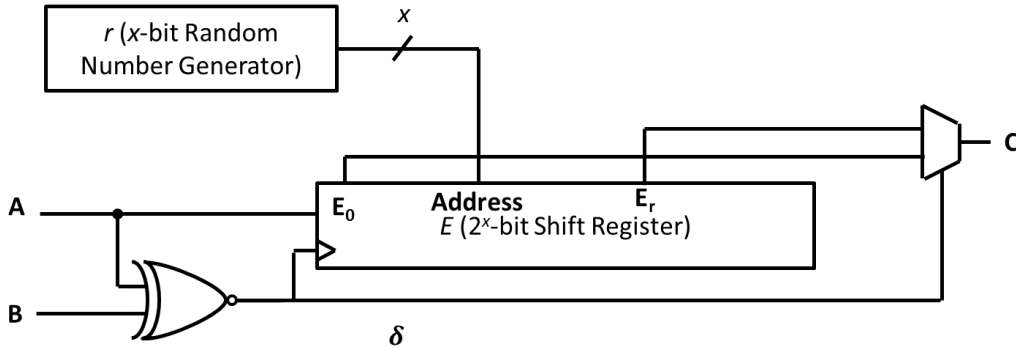 x
r (x-bit Random
Number Generator)
C
A
E₀
Address
Eᵣ
E (2ˣ-bit Shift Register)
B
δ